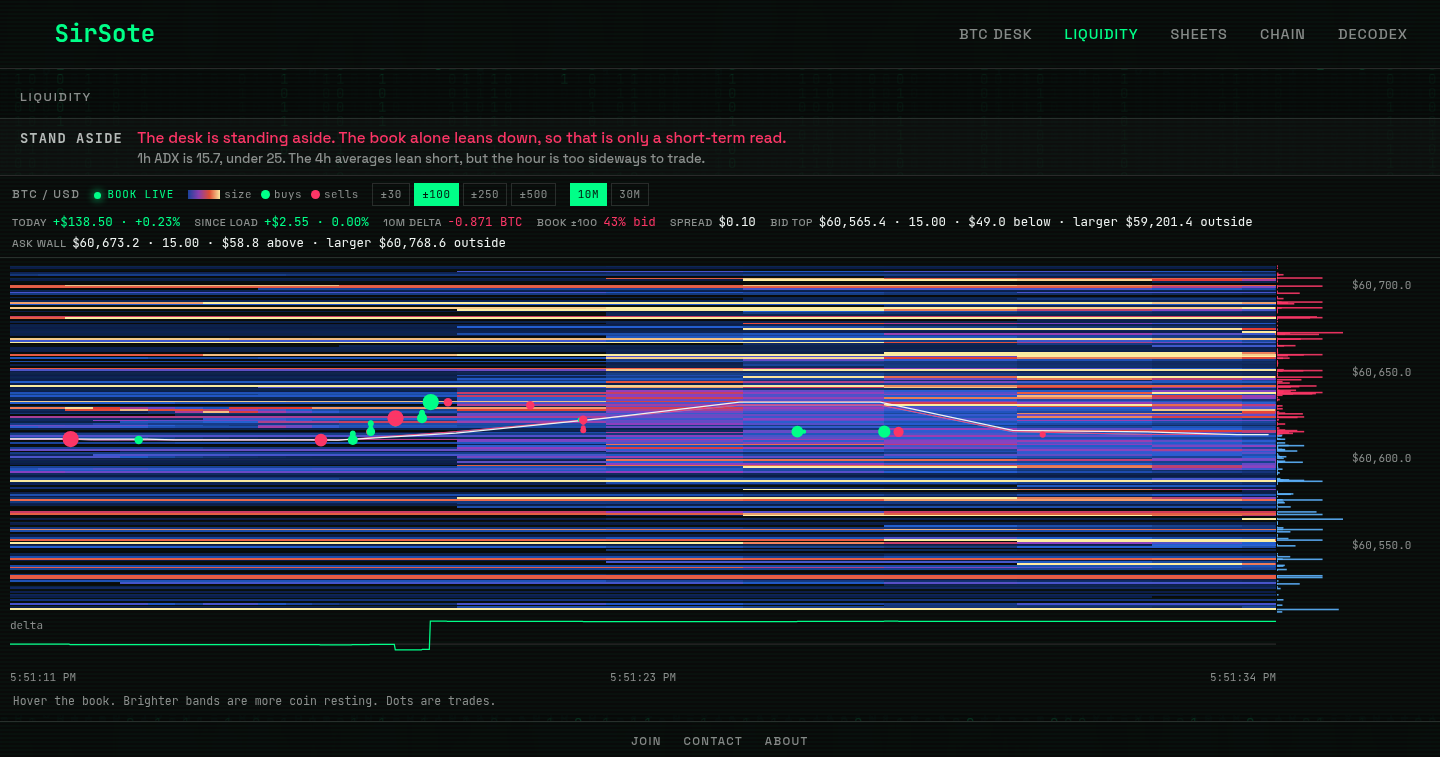 SirSote
BTC DESK LIQUIDITY SHEETS CHAIN DECODEX
LIQUIDITY
STAND ASIDE The desk is standing aside. The book alone leans down, so that is only a short-term read.
1h ADX is 15.7, under 25. The 4h averages lean short, but the hour is too sideways to trade.
BTC / USD BOOK LIVE size buys sells ±30 ±100 ±250 ±500 10M 30M
TODAY +$138.50 · +0.23% SINCE LOAD +$2.55 · 0.00% 10M DELTA -0.871 BTC BOOK ±100 43% bid SPREAD $0.10 BID TOP $60,565.4 · 15.00 · $49.0 below · larger $59,201.4 outside
ASK WALL $60,673.2 · 15.00 · $58.8 above · larger $60,768.6 outside
$60,700.0
$60,650.0
$60,600.0
$60,550.0
delta
5:51:11 PM 5:51:23 PM 5:51:34 PM
Hover the book. Brighter bands are more coin resting. Dots are trades.
JOIN CONTACT ABOUT